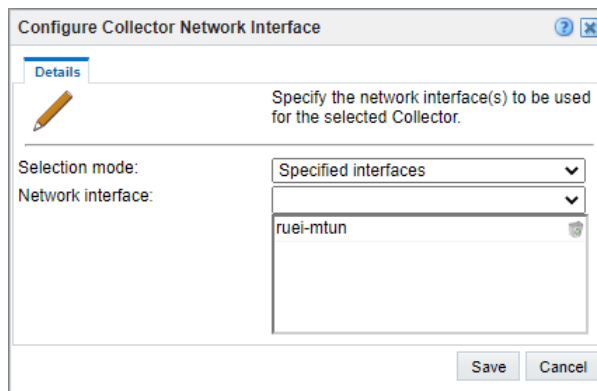 Configure Collector Network Interface
Details
Specify the network interface(s) to be used
for the selected Collector.
Selection mode:
Specified interfaces
Network interface:
ruei-mtun
Save
Cancel